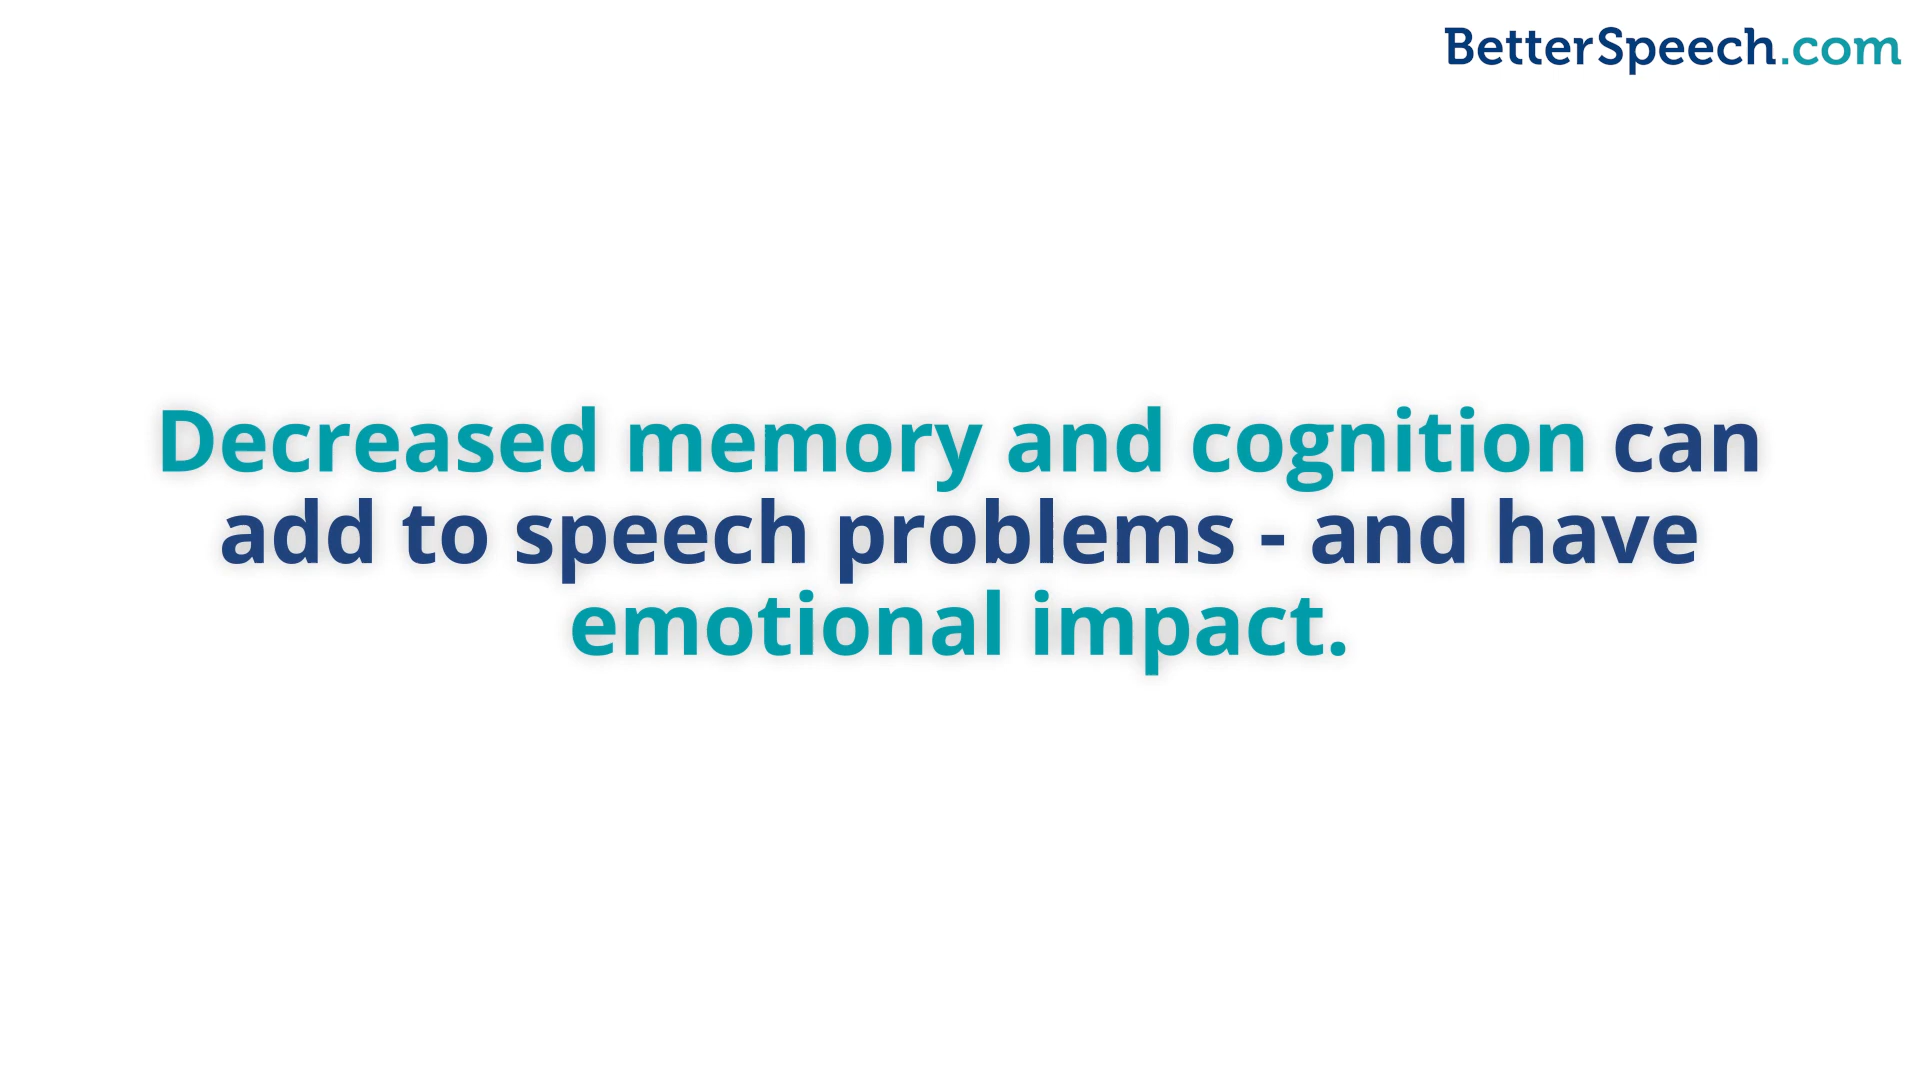 BetterSpeech.com
Decreased memory and cognition can
add to speech problems - and have
emotional impact.